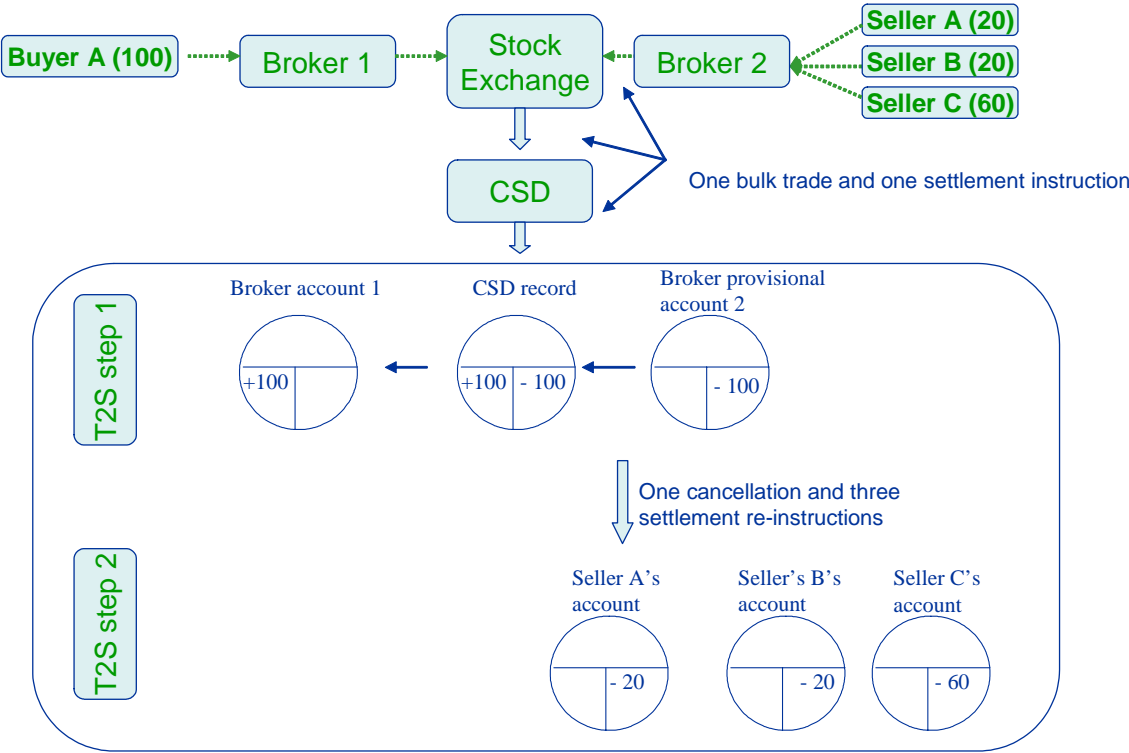 Buyer A (100)
Broker 1
Stock
Exchange
Broker 2
Seller A (20)
Seller B (20)
Seller C (60)
CSD
One bulk trade and one settlement instruction
T2S step 1
Broker account 1
CSD record
Broker provisional
account 2
+100
+100
- 100
- 100
One cancellation and three
settlement re-instructions
T2S step 2
Seller A’s
account
Seller’s B’s
account
Seller C’s
account
- 20
- 20
- 60